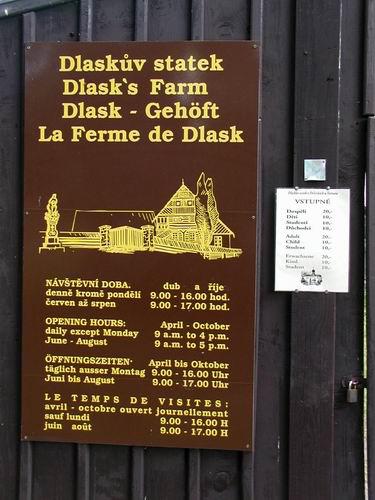 Dlaskův statek
Dlask`s Farm
Dlask - Gehöft
La Ferme de Dlask
NÁVŠTĚVNÍ DOBA. dub a říje
denně kromě pondělí 9.00 - 16.00 hod.
červen až srpen 9.00 - 17.00 hod.
OPENING HOURS: April - October
daily except Monday 9 a.m. to 4 p.m.
June - August 9 a.m. to 5 p.m.
ÖFFNUNGSZEITEN· April bis Oktober
täglich ausser Montag 9.00 - 16.00 Uhr
Juni bis August 9.00 - 17.00 Uhr
LE TEMPS DE VISITES:
avril - octobre ouvert journellement
sauf lundi 9.00 - 16.00 H
juin août 9.00 - 17.00 H
VSTUPNÉ
Dospělí 20,-
Děti 10,-
Studenti 10,-
Důchodci 10,-
Adult 20,-
Child 10,-
Student 10,-
Erwachsene 20,-
Kind 10,-
Student 10,-